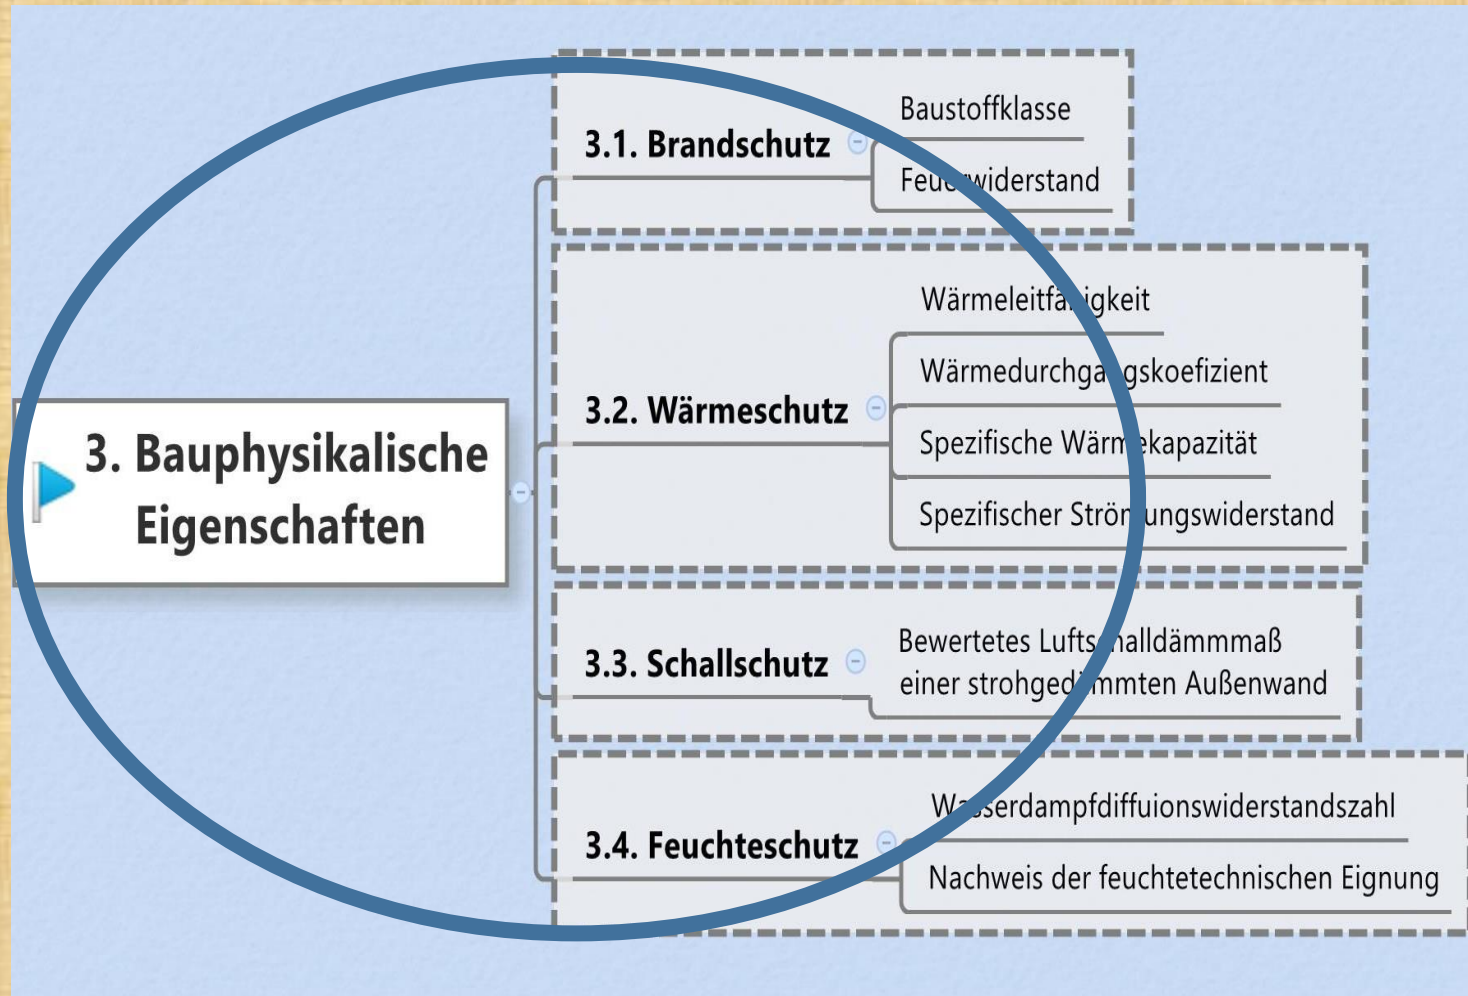 3. Bauphysikalische
Eigenschaften
3.1. Brandschutz
Baustoffklasse
Feuerwiderstand
3.2. Wärmeschutz
Wärmeleitfähigkeit
Wärmedurchgangskoefizient
Spezifische Wärmekapazität
Spezifischer Strömungswiderstand
3.3. Schallschutz
Bewertetes Luftschalldämmmaß
einer strohgedämmten Außenwand
3.4. Feuchteschutz
Wasserdampfdiffuionswiderstandszahl
Nachweis der feuchtetechnischen Eignung